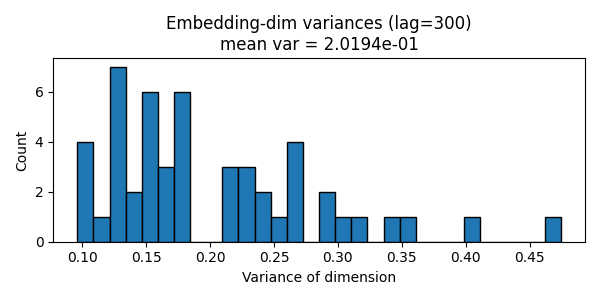 Embedding-dim variances (lag=300)
mean var = 2.0194e-01
Count
6
4
2
0
0.10 0.15 0.20 0.25 0.30 0.35 0.40 0.45
Variance of dimension